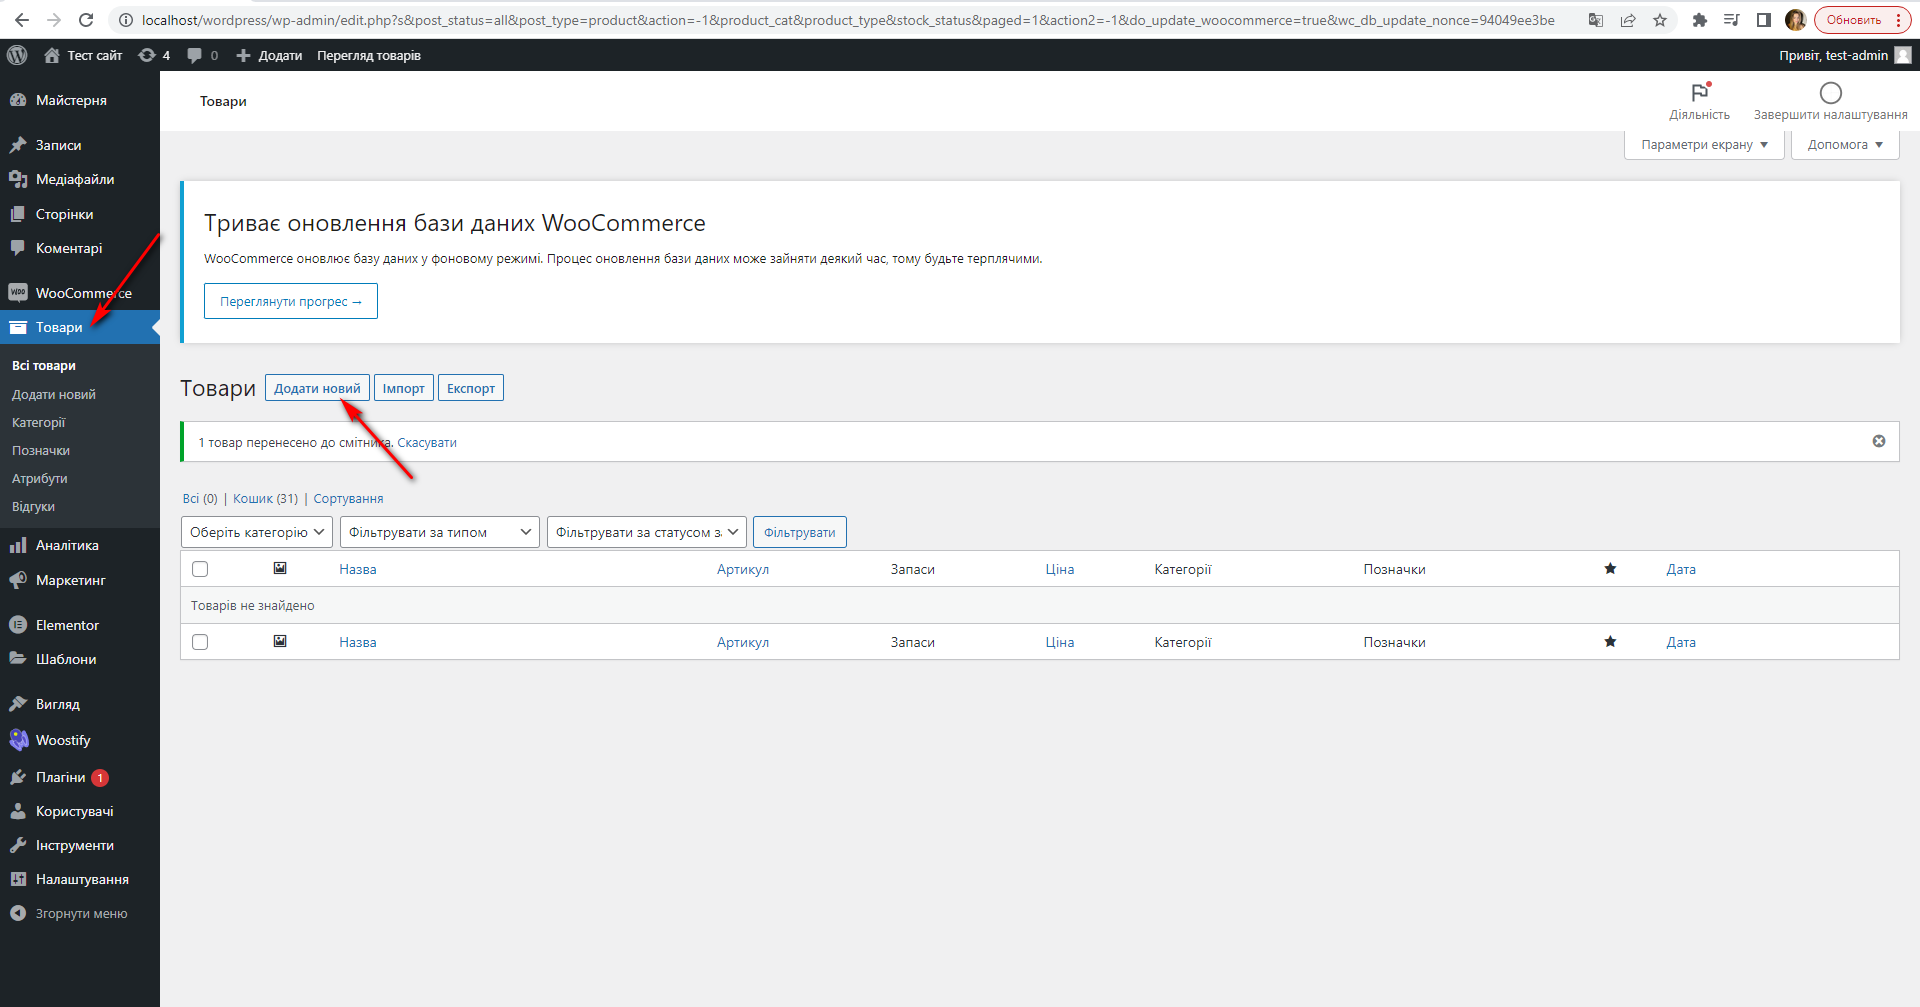 localhost/wordpress/wp-admin/edit.php?s&post_status=all&post_type=product&action=-1&product_cat&product_type&stock_status&paged=1&action2=-1&do_update_woocommerce=true&wc_db_update_nonce=94049ee3be
Обновить
Тест сайт 4 0 Додати Перегляд товарів
Привіт, test-admin
Майстерня
Записи
Медіафайли
Сторінки
Коментарі
WooCommerce
Товари
Всі товари
Додати новий
Категорії
Позначки
Атрибути
Відгуки
Аналітика
Маркетинг
Elementor
Шаблони
Вигляд
Woostify
Плагіни 1
Користувачі
Інструменти
Налаштування
Згорнути меню
Товари
Діяльність
Завершити налаштування
Параметри екрану
Допомога
Триває оновлення бази даних WooCommerce
WooCommerce оновлює базу даних у фоновому режимі. Процес оновлення бази даних може зайняти деякий час, тому будьте терплячими.
Переглянути прогрес →
Товари Додати новий Імпорт Експорт
1 товар перенесено до смітника. Скасувати
Всі (0) | Кошик (31) | Сортування
Оберіть категорію Фільтрувати за типом Фільтрувати за статусом з Фільтрувати
Назва Артикул Запаси Ціна Категорії Позначки Дата
Товарів не знайдено
Назва Артикул Запаси Ціна Категорії Позначки Дата